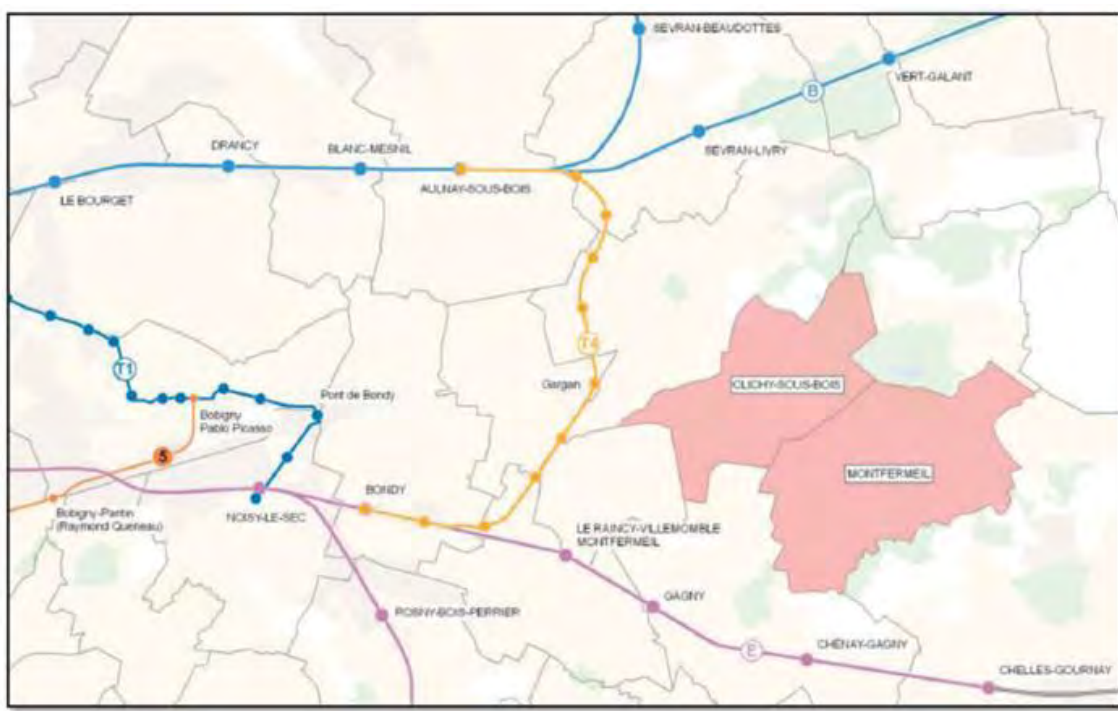 SEVRAN-BEAUDOTTES
VERT-GALANT
B
DRANCY
BLANC-MESNIL
SEVRAN-LIVRY
AULNAY-SOUS-BOIS
LE BOURGET
T4
T1
Gargan
CLICHY-SOUS-BOIS
Pont de Bondy
Bobigny
Pablo Picasso
5
MONTFERMEIL
BONDY
NOISY-LE-SEC
Bobigny-Pantin
(Raymond Queneau)
LE RAINCY-VILLEMOMBLE
MONTFERMEIL
GAGNY
ROSNY-BOIS-PERRIER
E
CHÉNAY-GAGNY
CHELLES-GOURNAY